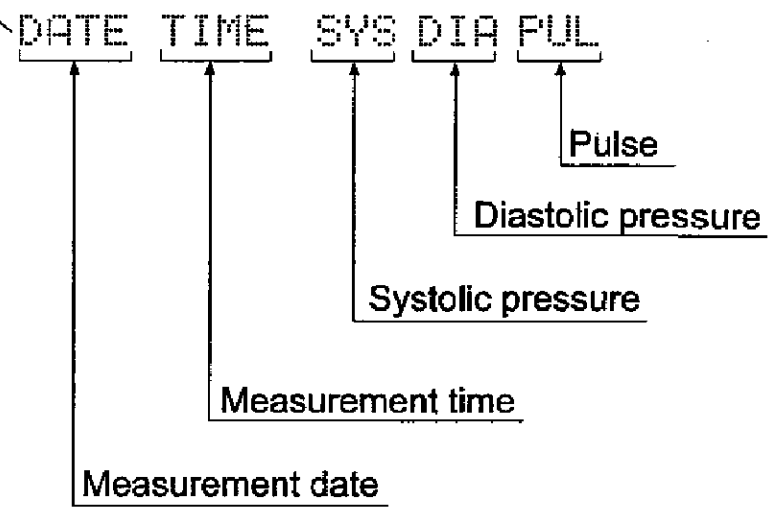 DATE TIME SYS DIA PUL
Pulse
Diastolic pressure
Systolic pressure
Measurement time
Measurement date